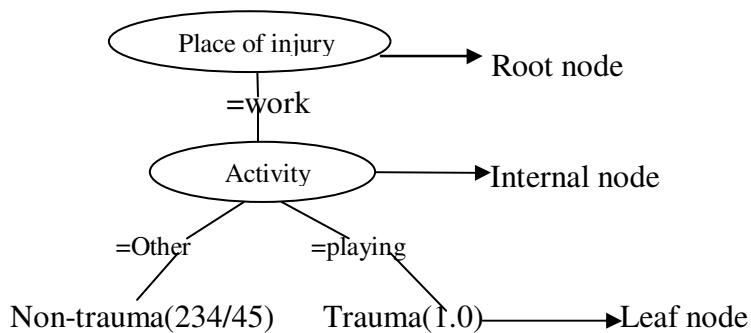 Place of injury
Root node
=work
Activity
Internal node
=Other
=playing
Non-trauma(234/45)
Trauma(1.0)
Leaf node